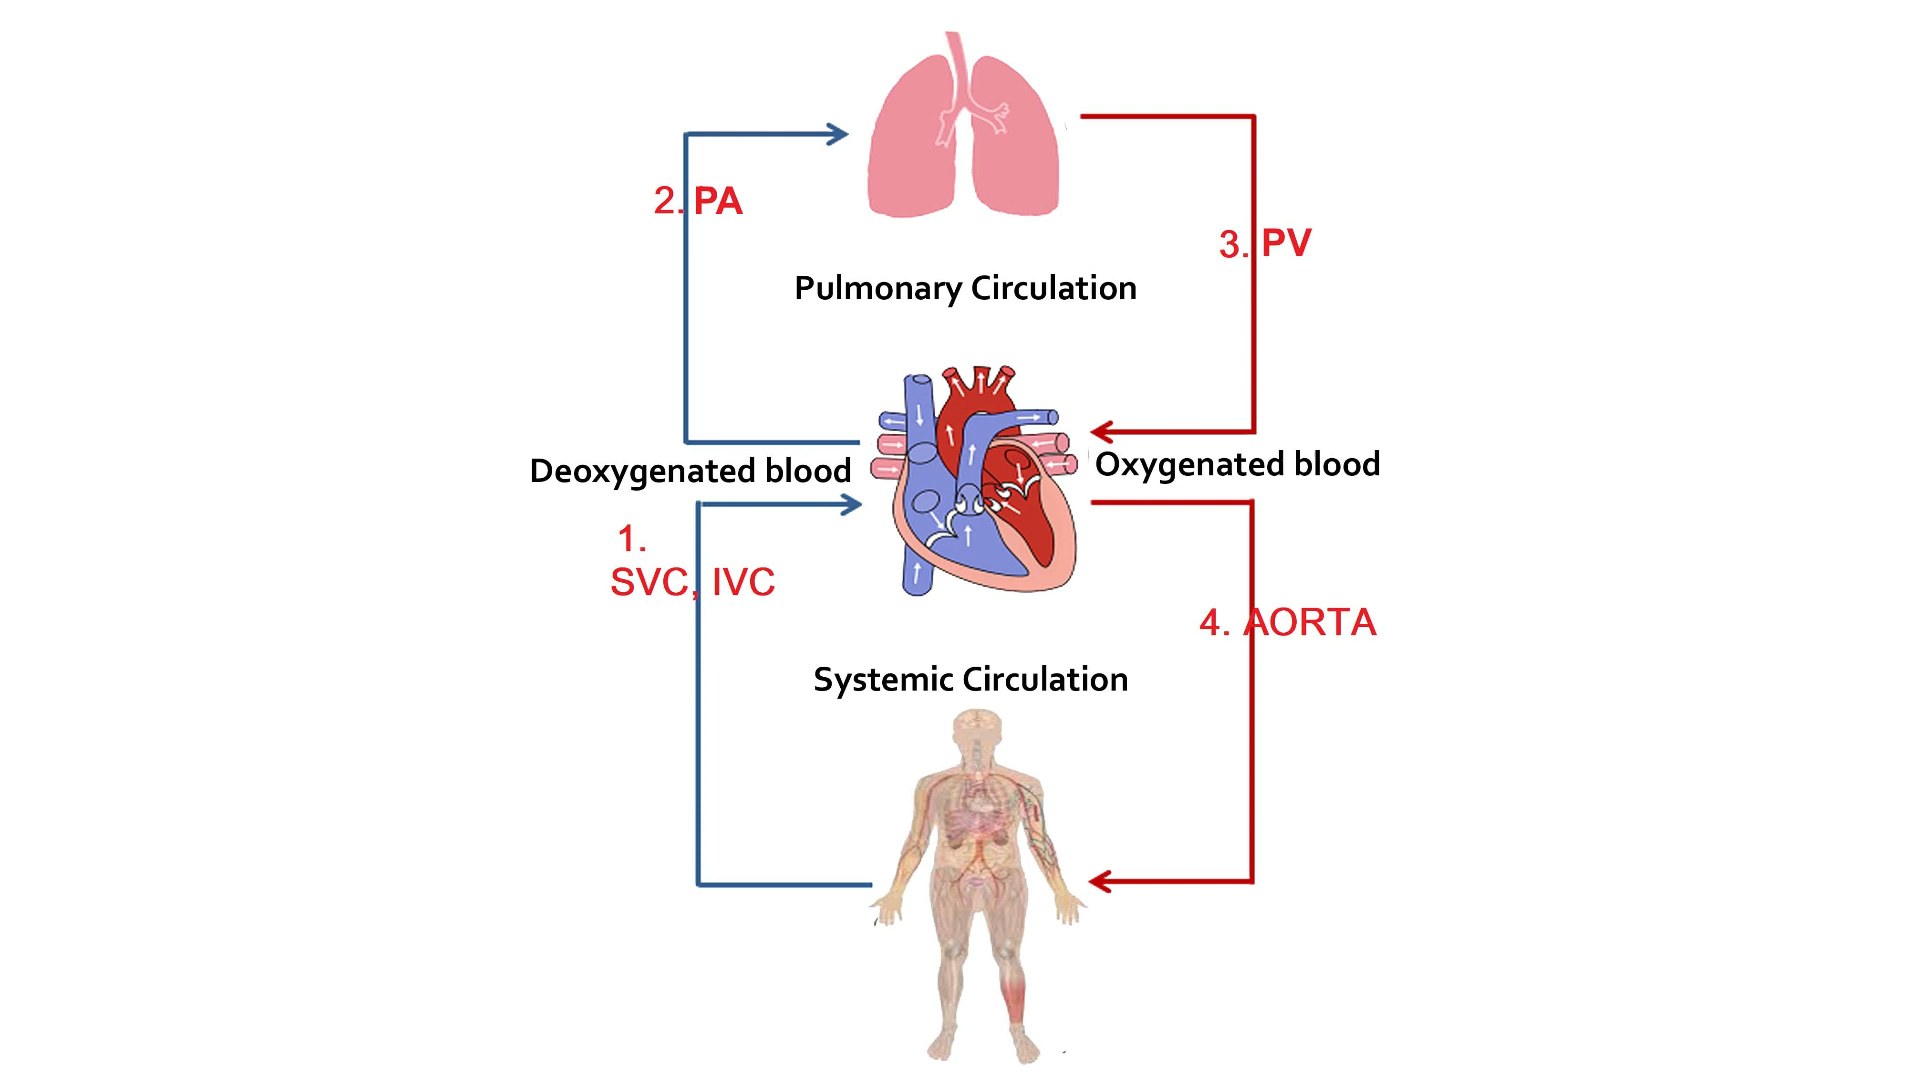 2. PA
3. PV
Pulmonary Circulation
Deoxygenated blood
Oxygenated blood
1.
SVC, IVC
4. AORTA
Systemic Circulation